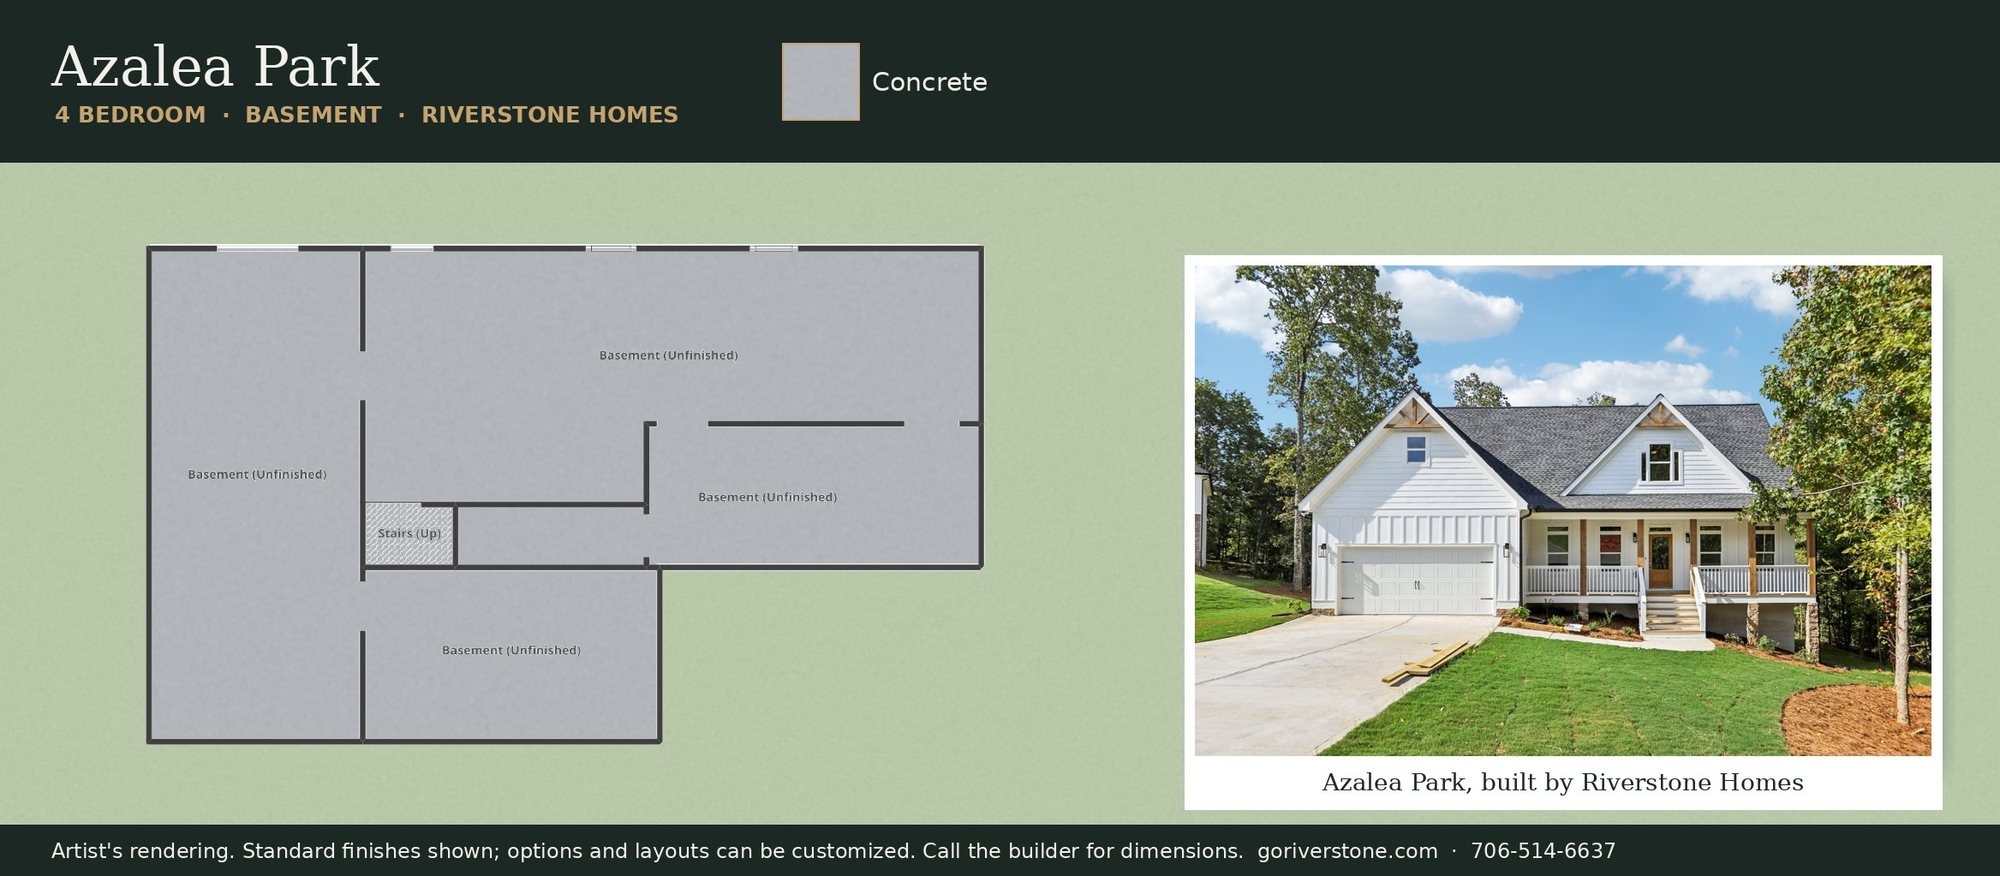 Azalea Park
4 BEDROOM · BASEMENT · RIVERSTONE HOMES
Concrete
Basement (Unfinished)
Basement (Unfinished)
Basement (Unfinished)
Stairs (Up)
Basement (Unfinished)
Azalea Park, built by Riverstone Homes
Artist's rendering. Standard finishes shown; options and layouts can be customized. Call the builder for dimensions. goriverstone.com · 706-514-6637